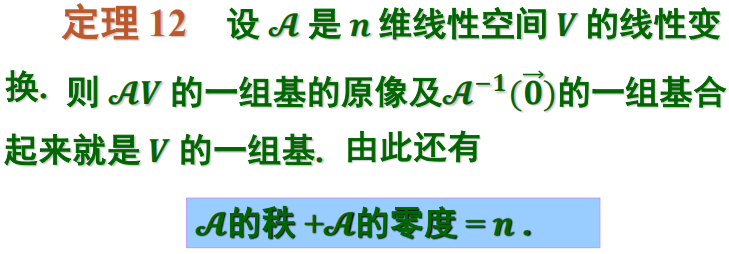 定理 12 设 𝒜 是 n 维线性空间 V 的线性变
换. 则 𝒜V 的一组基的原像及𝒜⁻¹(0⃗)的一组基合
起来就是 V 的一组基. 由此还有
𝒜的秩 +𝒜的零度 = n .